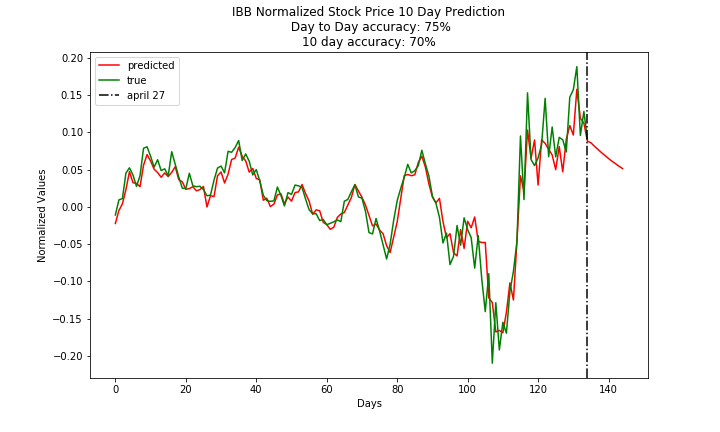 IBB Normalized Stock Price 10 Day Prediction
Day to Day accuracy: 75%
10 day accuracy: 70%
predicted
true
april 27
0.20
0.15
0.10
0.05
0.00
−0.05
−0.10
−0.15
−0.20
Normalized Values
0 20 40 60 80 100 120 140
Days